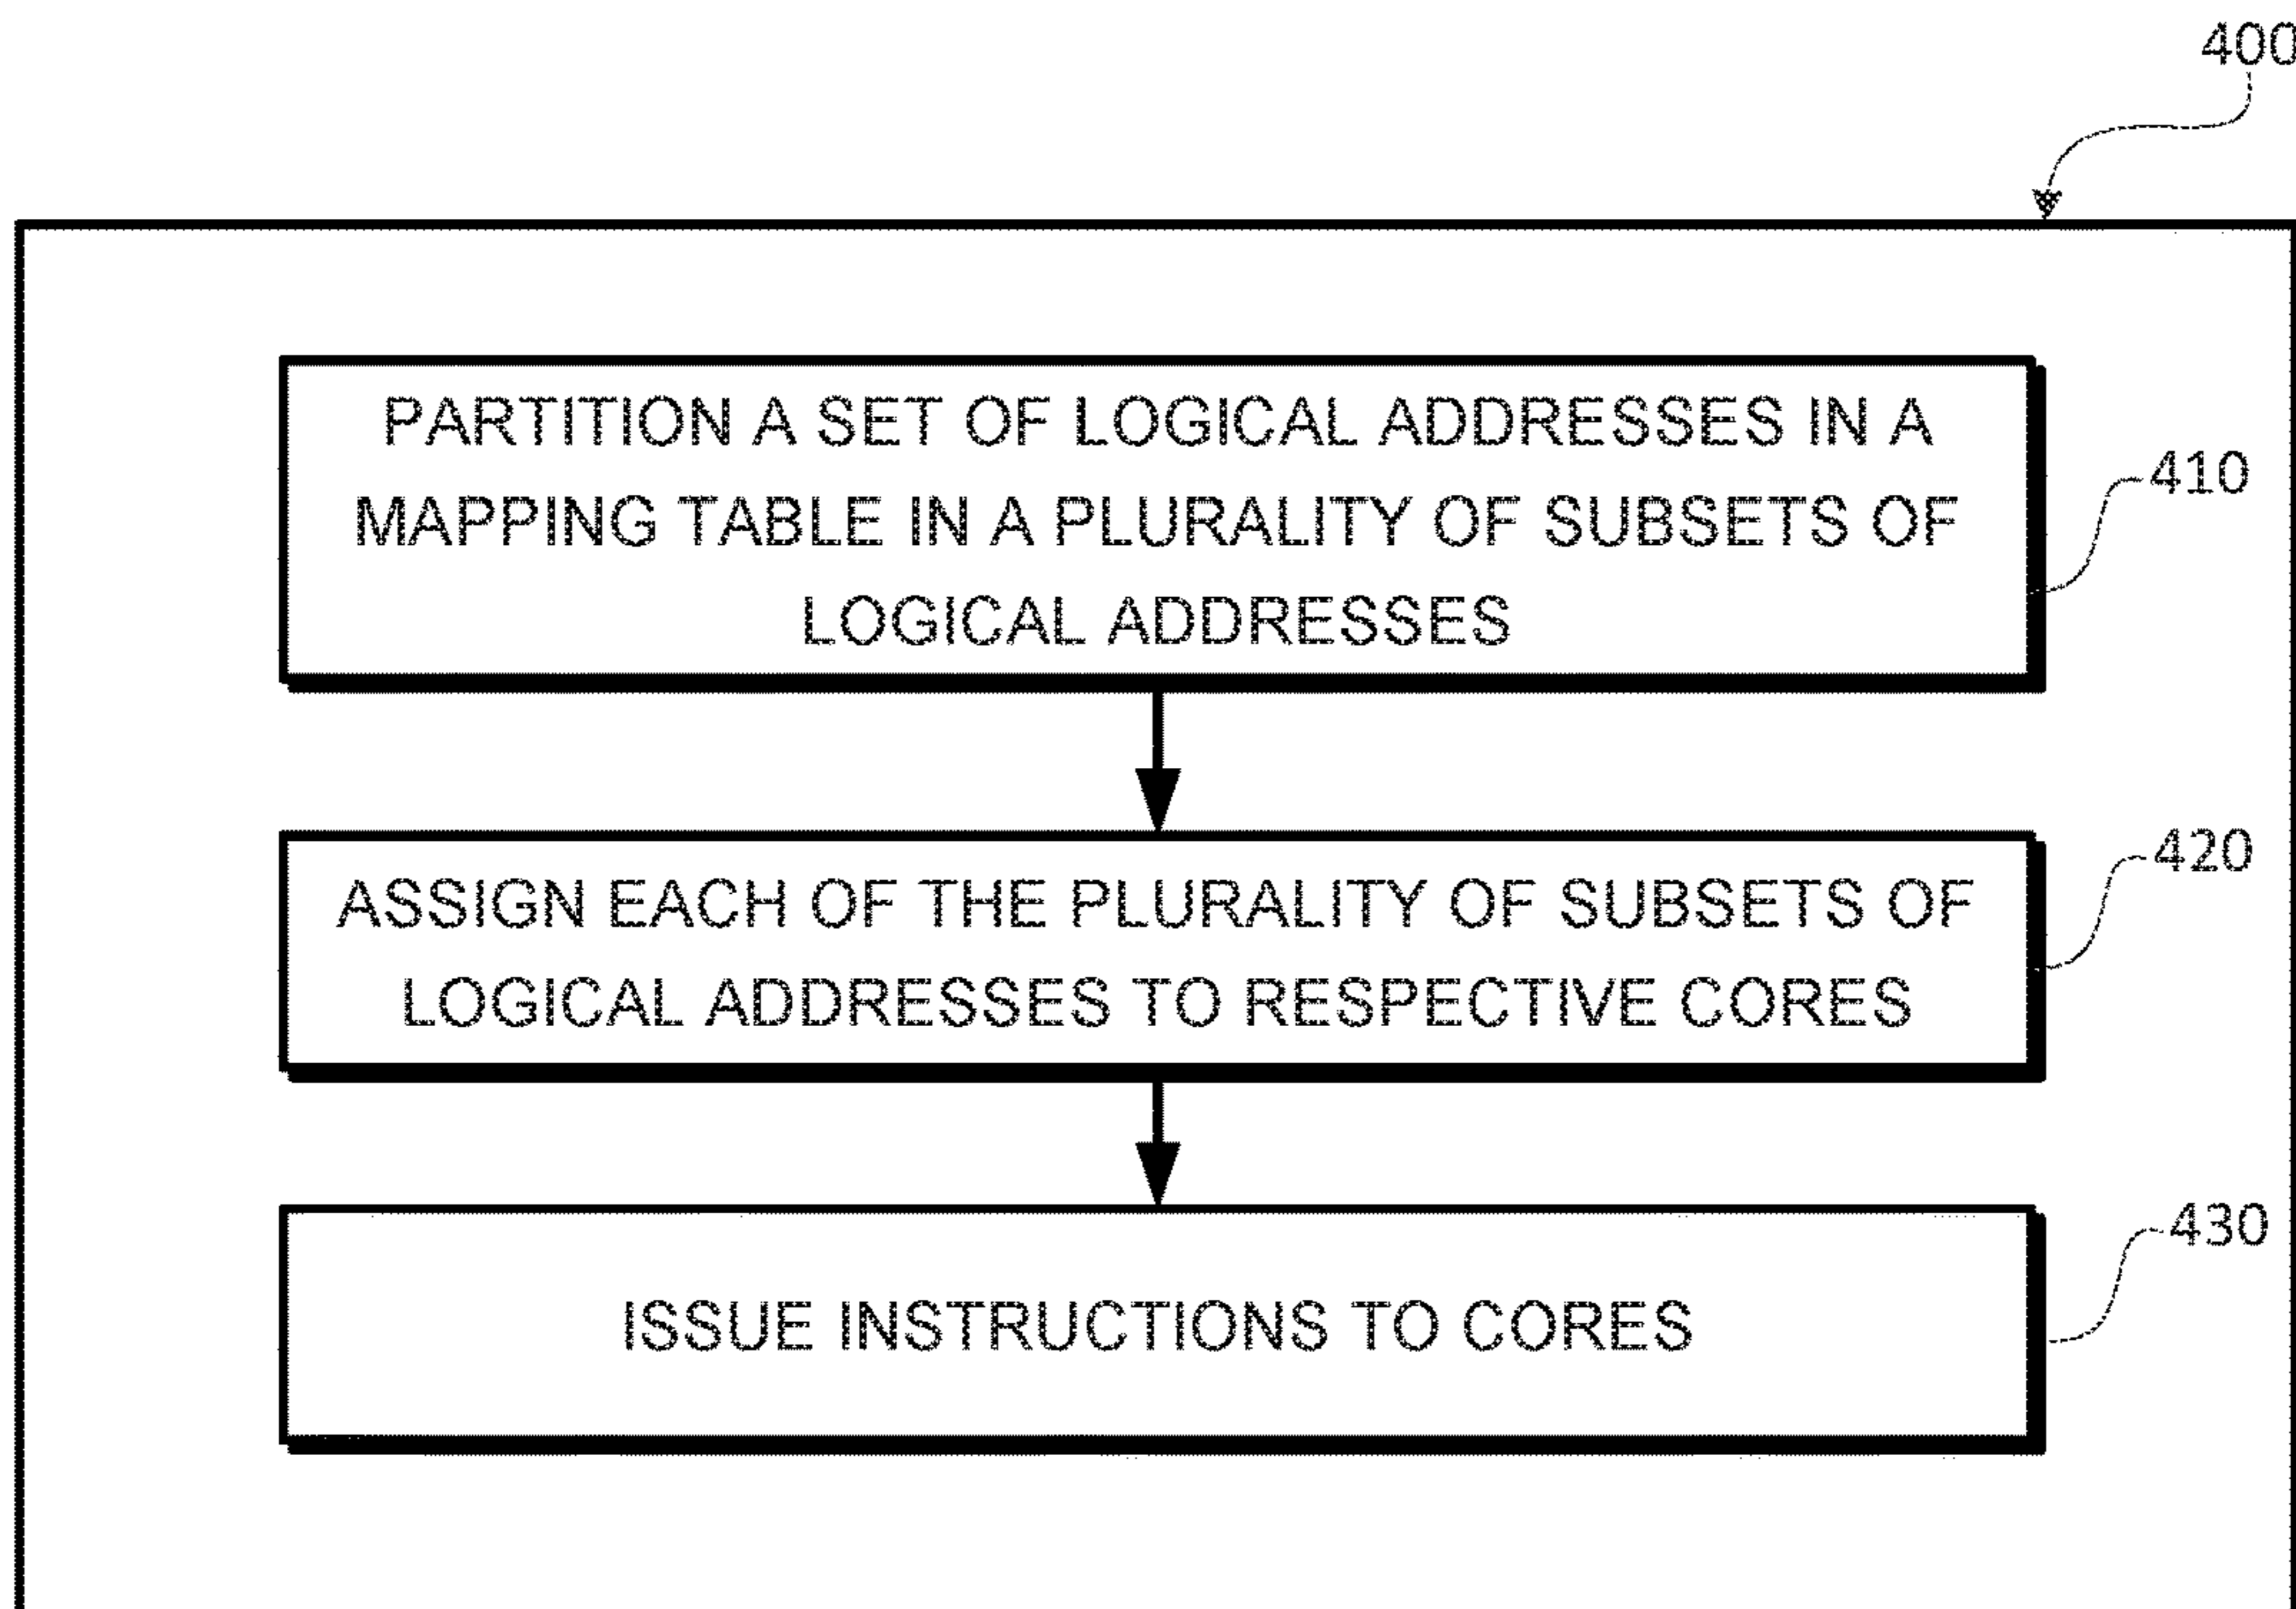 400
PARTITION A SET OF LOGICAL ADDRESSES IN A
MAPPING TABLE IN A PLURALITY OF SUBSETS OF
LOGICAL ADDRESSES
410
ASSIGN EACH OF THE PLURALITY OF SUBSETS OF
LOGICAL ADDRESSES TO RESPECTIVE CORES
420
ISSUE INSTRUCTIONS TO CORES
430